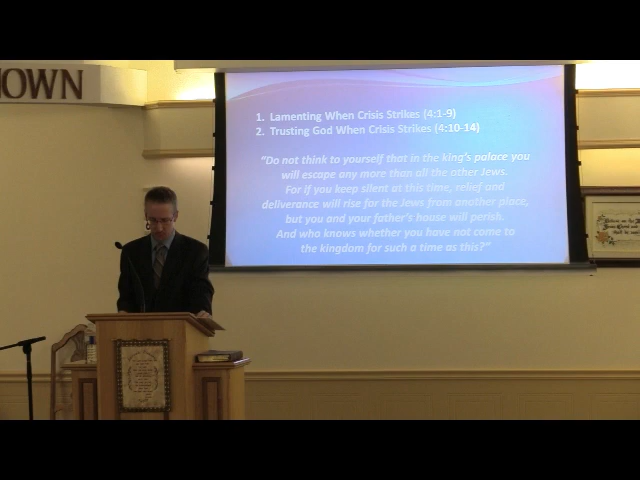 NOWN
1. Lamenting When Crisis Strikes (4:1-9)
2. Trusting God When Crisis Strikes (4:10-14)
“Do not think to yourself that in the king’s palace you
will escape any more than all the other Jews.
For if you keep silent at this time, relief and
deliverance will rise for the Jews from another place,
but you and your father’s house will perish.
And who knows whether you have not come to
the kingdom for such a time as this?”